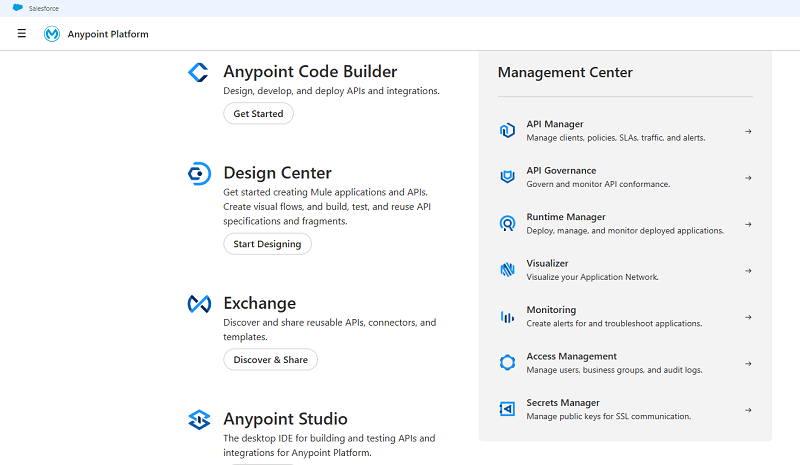 Salesforce
Anypoint Platform
Anypoint Code Builder
Design, develop, and deploy APIs and integrations.
Get Started
Design Center
Get started creating Mule applications and APIs.
Create visual flows, and build, test, and reuse API
specifications and fragments.
Start Designing
Exchange
Discover and share reusable APIs, connectors, and
templates.
Discover & Share
Anypoint Studio
The desktop IDE for building and testing APIs and
integrations for Anypoint Platform.
Management Center
API Manager
Manage clients, policies, SLAs, traffic, and alerts.
API Governance
Govern and monitor API conformance.
Runtime Manager
Deploy, manage, and monitor deployed applications.
Visualizer
Visualize your Application Network.
Monitoring
Create alerts for and troubleshoot applications.
Access Management
Manage users, business groups, and audit logs.
Secrets Manager
Manage public keys for SSL communication.